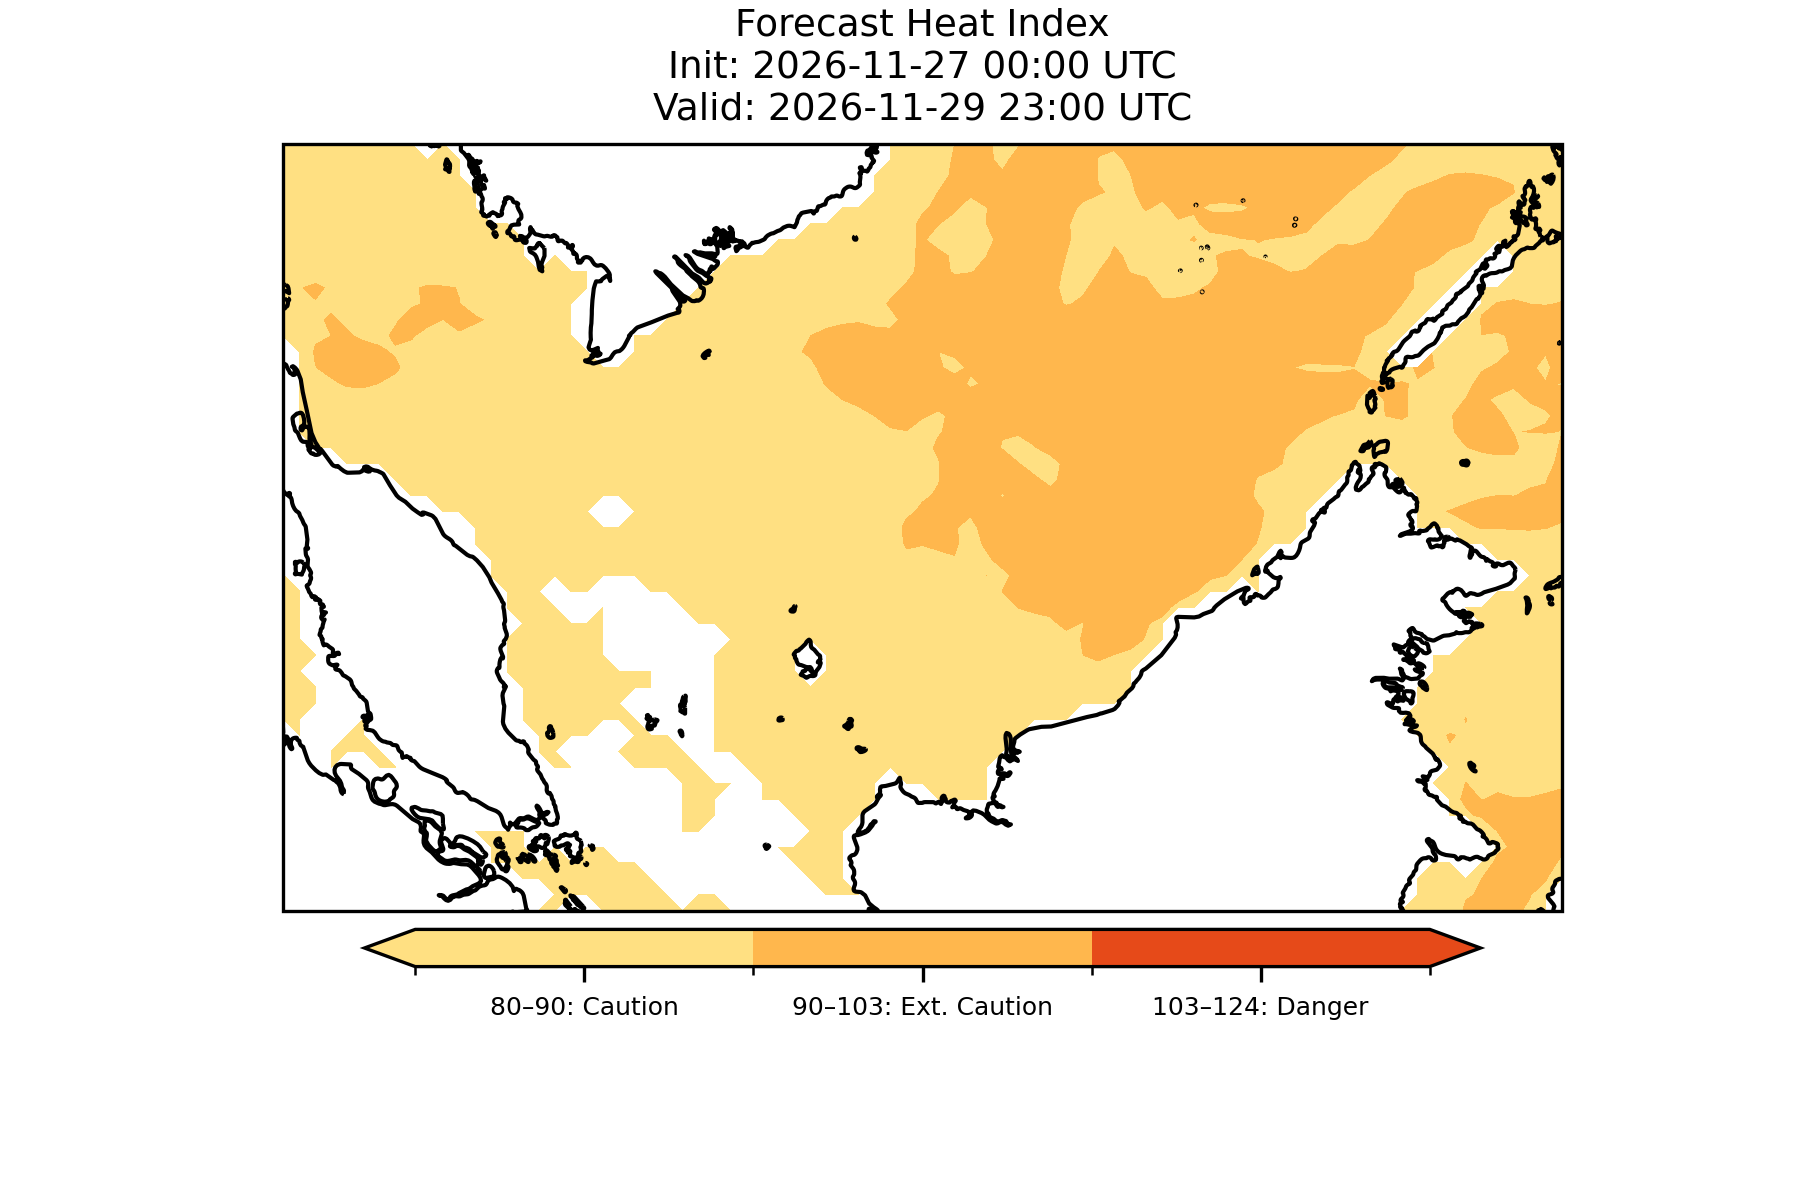 Forecast Heat Index
Init: 2026-11-27 00:00 UTC
Valid: 2026-11-29 23:00 UTC
80–90: Caution
90–103: Ext. Caution
103–124: Danger